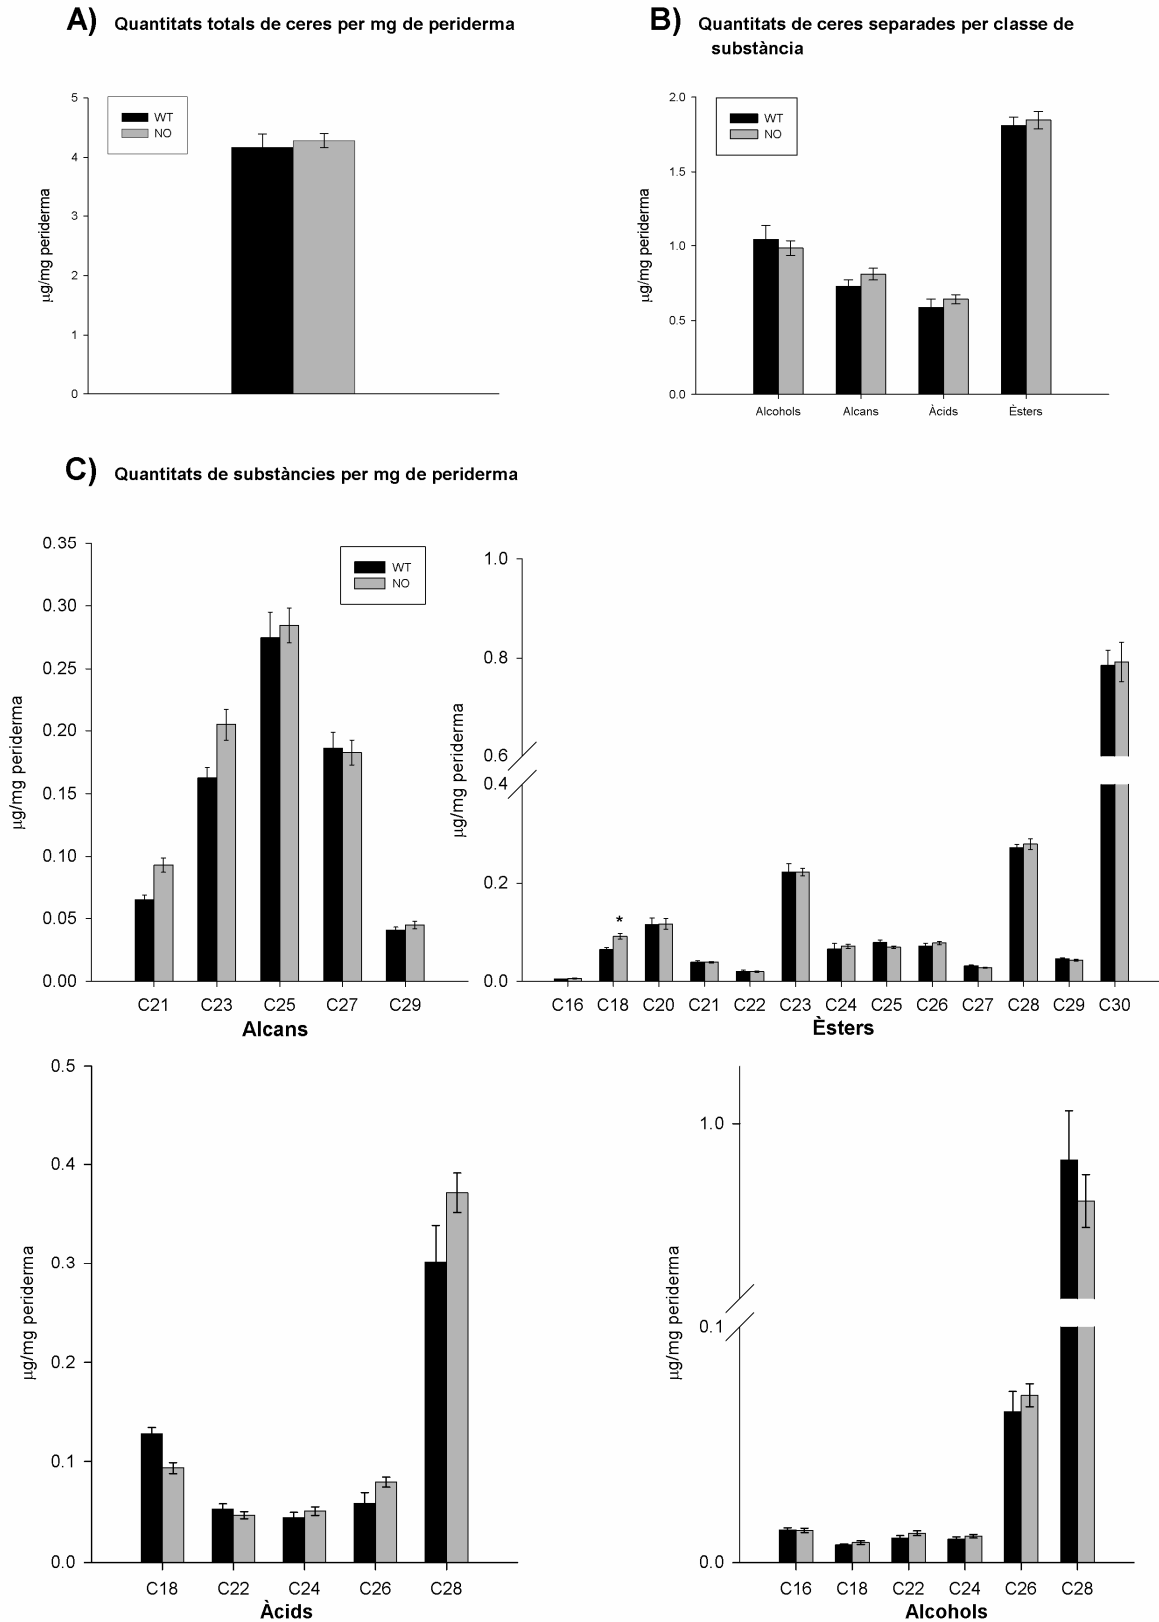 A) Quantitats totals de ceres per mg de periderma
5
4
3
2
1
0
µg/mg periderma
WT
NO
B) Quantitats de ceres separades per classe de
substància
2.0
1.5
1.0
0.5
0.0
µg/mg periderma
WT
NO
Alcohols Alcans Àcids Èsters
C) Quantitats de substàncies per mg de periderma
0.35
0.30
0.25
0.20
0.15
0.10
0.05
0.00
µg/mg periderma
WT
NO
C21 C23 C25 C27 C29
Alcans
1.0
0.8
0.6
0.4
0.2
0.0
µg/mg periderma
*
C16 C18 C20 C21 C22 C23 C24 C25 C26 C27 C28 C29 C30
Èsters
0.5
0.4
0.3
0.2
0.1
0.0
µg/mg periderma
C18 C22 C24 C26 C28
Àcids
1.0
0.1
0.0
µg/mg periderma
C16 C18 C22 C24 C26 C28
Alcohols